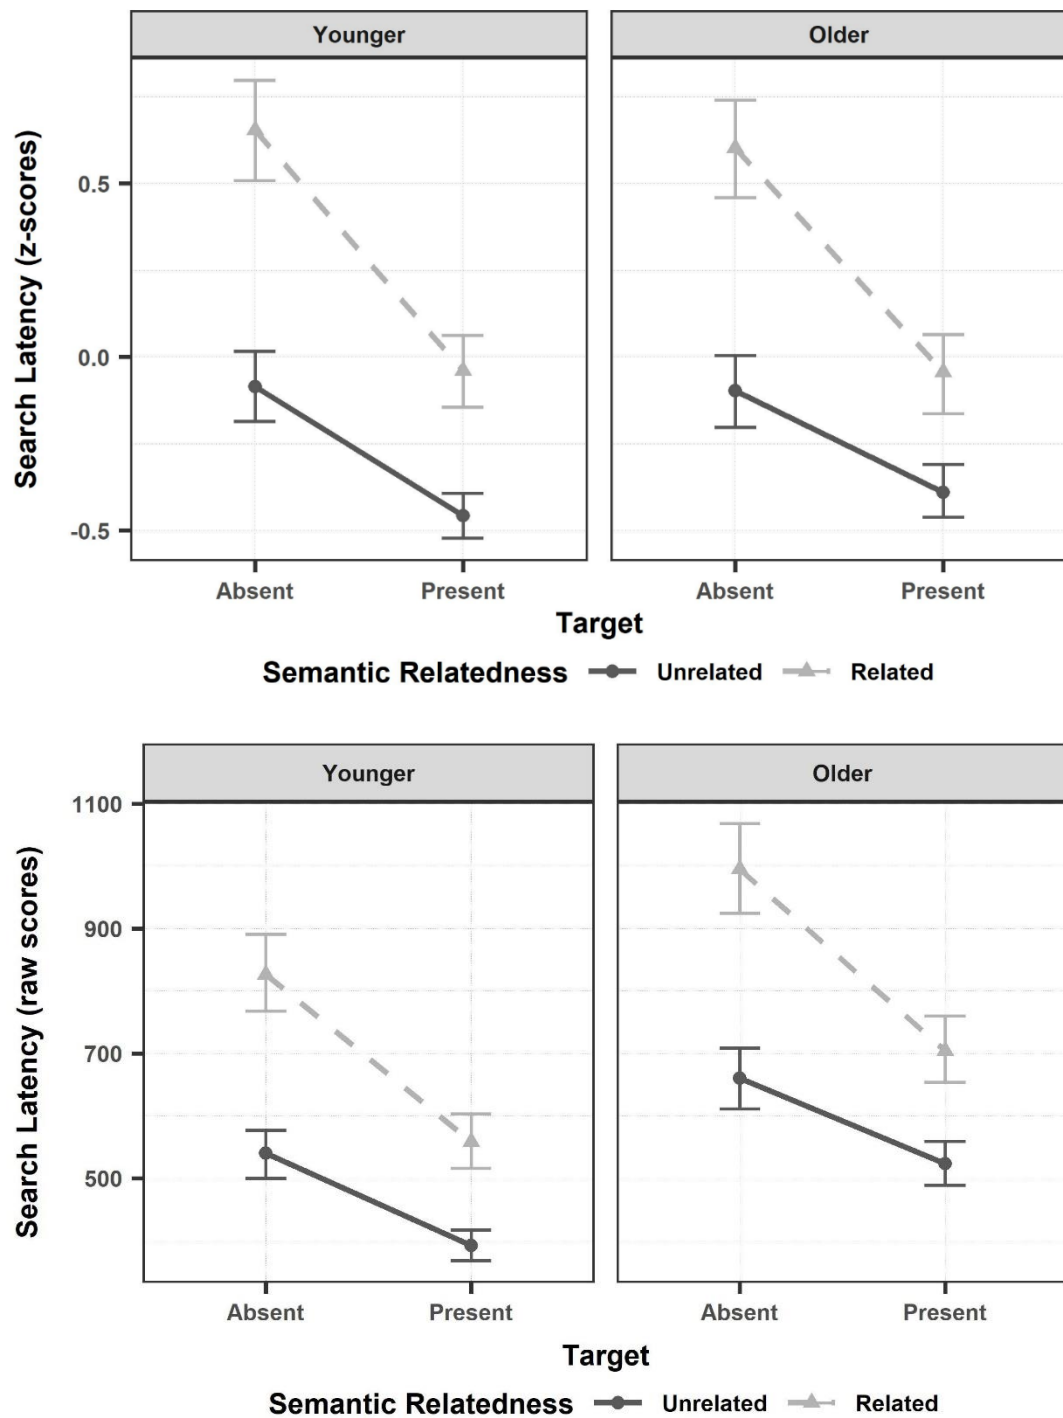 Younger Older
Search Latency (z-scores)
0.5
0.0
-0.5
Absent Present Absent Present
Target
Semantic Relatedness Unrelated Related
Younger Older
Search Latency (raw scores)
1100
900
700
500
Absent Present Absent Present
Target
Semantic Relatedness Unrelated Related